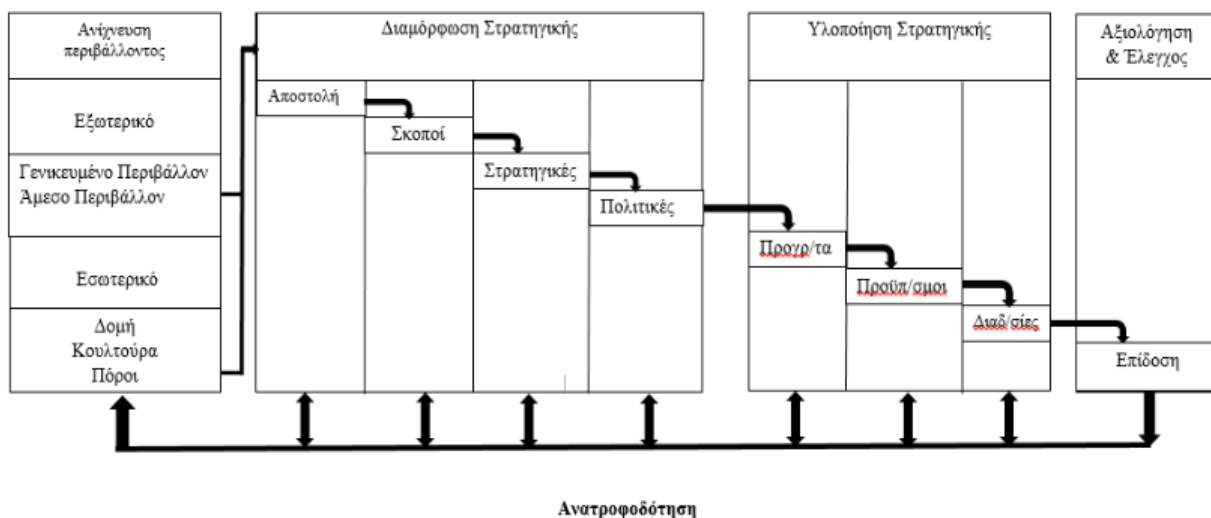 Ανίχνευση
περιβάλλοντος
Εξωτερικό
Γενικευμένο Περιβάλλον
Άμεσο Περιβάλλον
Εσωτερικό
Δομή
Κουλτούρα
Πόροι
Διαμόρφωση Στρατηγικής
Αποστολή
Σκοποί
Στρατηγικές
Πολιτικές
Υλοποίηση Στρατηγικής
Προγρ/τα
Προϋπ/σμοι
Διαδ/σίες
Αξιολόγηση
& Έλεγχος
Επίδοση
Ανατροφοδότηση